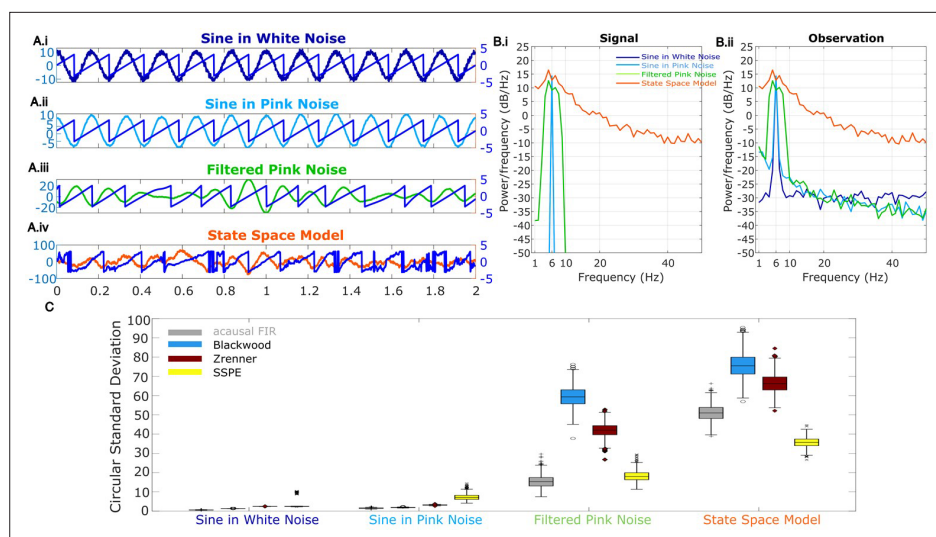 A.i Sine in White Noise
10
0
-10
5
0
-5
A.ii Sine in Pink Noise
10
5
0
-5
5
0
-5
A.iii Filtered Pink Noise
20
0
5
0
-5
A.iv State Space Model
100
0
-100
5
0
-5
0 0.2 0.4 0.6 0.8 1 1.2 1.4 1.6 1.8 2
B.i Signal
Sine in White Noise
Sine in Pink Noise
Filtered Pink Noise
State Space Model
Power/frequency (dB/Hz)
25
20
15
10
5
0
-5
-10
-15
-20
-25
-30
-35
-40
-45
-50
1 6 10 20 40
Frequency (Hz)
B.ii Observation
Power/frequency (dB/Hz)
25
20
15
10
5
0
-5
-10
-15
-20
-25
-30
-35
-40
-45
-50
1 6 10 20 40
Frequency (Hz)
C
Circular Standard Deviation
100
90
80
70
60
50
40
30
20
10
0
acausal FIR
Blackwood
Zrenner
SSPE
Sine in White Noise Sine in Pink Noise Filtered Pink Noise State Space Model